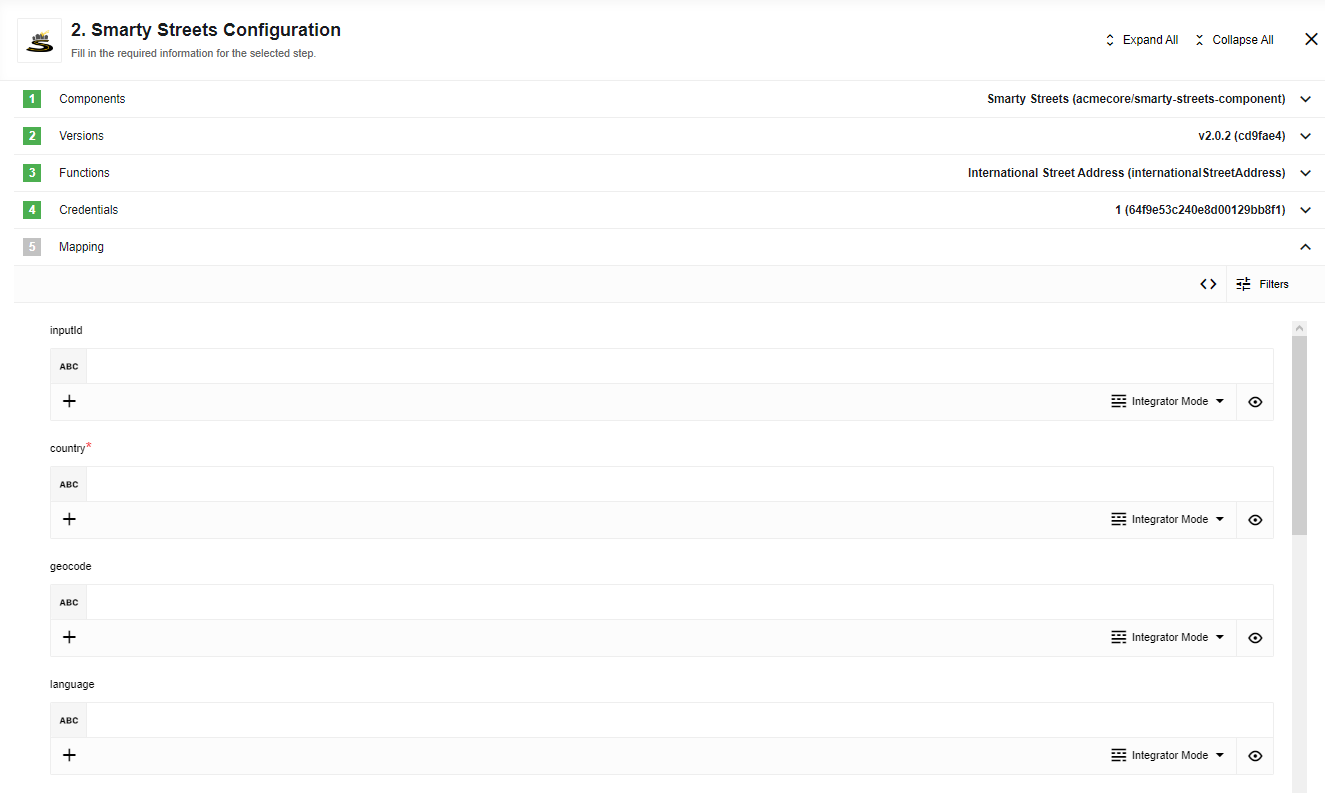 2. Smarty Streets Configuration
Fill in the required information for the selected step.
Expand All
Collapse All
1 Components Smarty Streets (acmecore/smarty-streets-component)
2 Versions v2.0.2 (cd9fae4)
3 Functions International Street Address (internationalStreetAddress)
4 Credentials 1 (64f9e53c240e8d00129bb8f1)
5 Mapping
Filters
inputId
ABC
Integrator Mode
country*
ABC
Integrator Mode
geocode
ABC
Integrator Mode
language
ABC
Integrator Mode